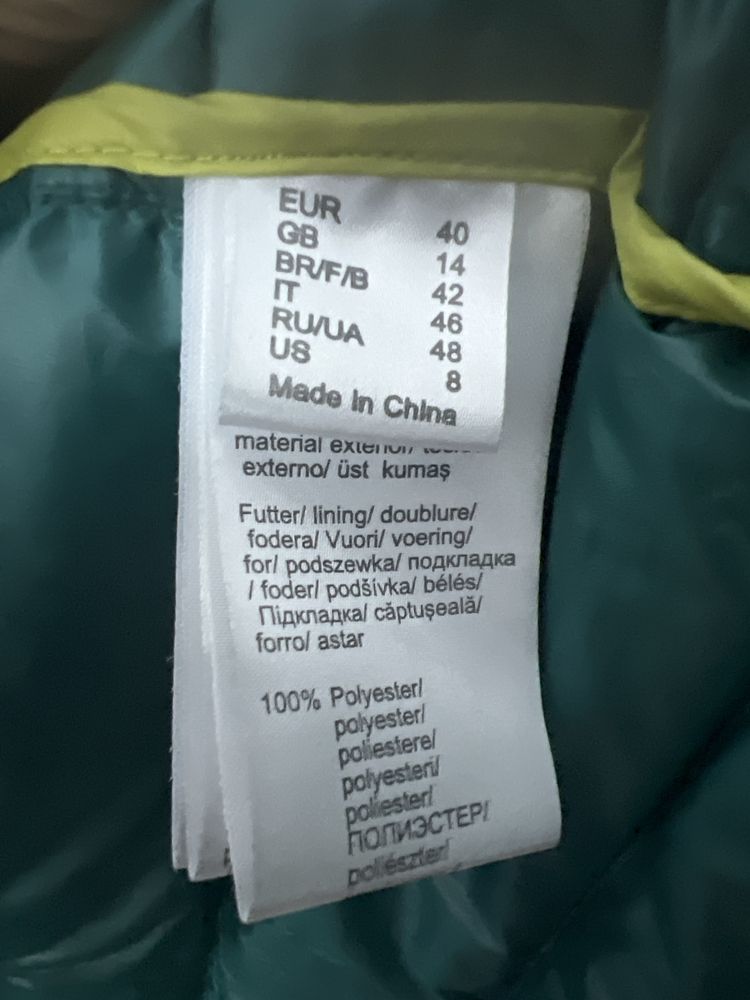 EUR 40
GB 14
BR/F/B 42
IT 46
RU/UA 48
US 8
Made in China
material exterior/
externo/ üst kumaş
Futter/ lining/ doublure/
fodera/ Vuori/ voering/
for/ podszewka/ подкладка
/ foder/ podšívka/ bélés/
Підкладка/ căptușeală/
forro/ astar
100% Polyester/
polyester/
poliestere/
polyesteri/
poliester/
ПОЛИЭСТЕР/
poliészter/